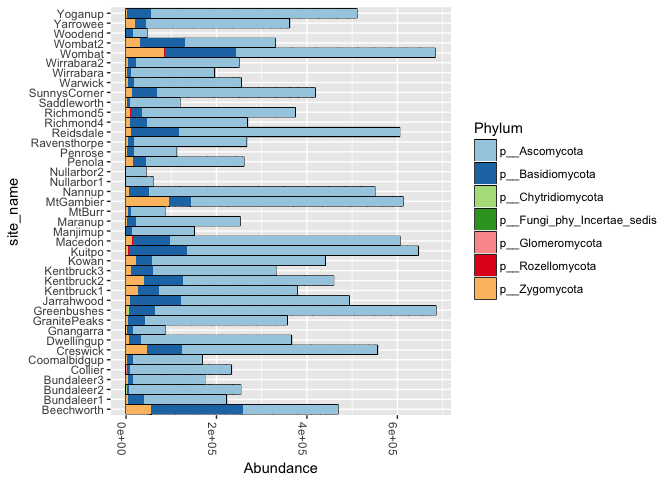 Yoganup
Yarrowee
Woodend
Wombat2
Wombat
Wirrabara2
Wirrabara
Warwick
SunnysCorner
Saddleworth
Richmond5
Richmond4
Reidsdale
Ravensthorpe
Penrose
Penola
Nullarbor2
Nullarbor1
Nannup
MtGambier
MtBurr
Maranup
Manjimup
Macedon
Kuitpo
Kowan
Kentbruck3
Kentbruck2
Kentbruck1
Jarrahwood
Greenbushes
GranitePeaks
Gnangarra
Dwellingup
Creswick
Coomalbidgup
Collier
Bundaleer3
Bundaleer2
Bundaleer1
Beechworth
site_name
0e+00
2e+05
4e+05
6e+05
Abundance
Phylum
p__Ascomycota
p__Basidiomycota
p__Chytridiomycota
p__Fungi_phy_Incertae_sedis
p__Glomeromycota
p__Rozellomycota
p__Zygomycota